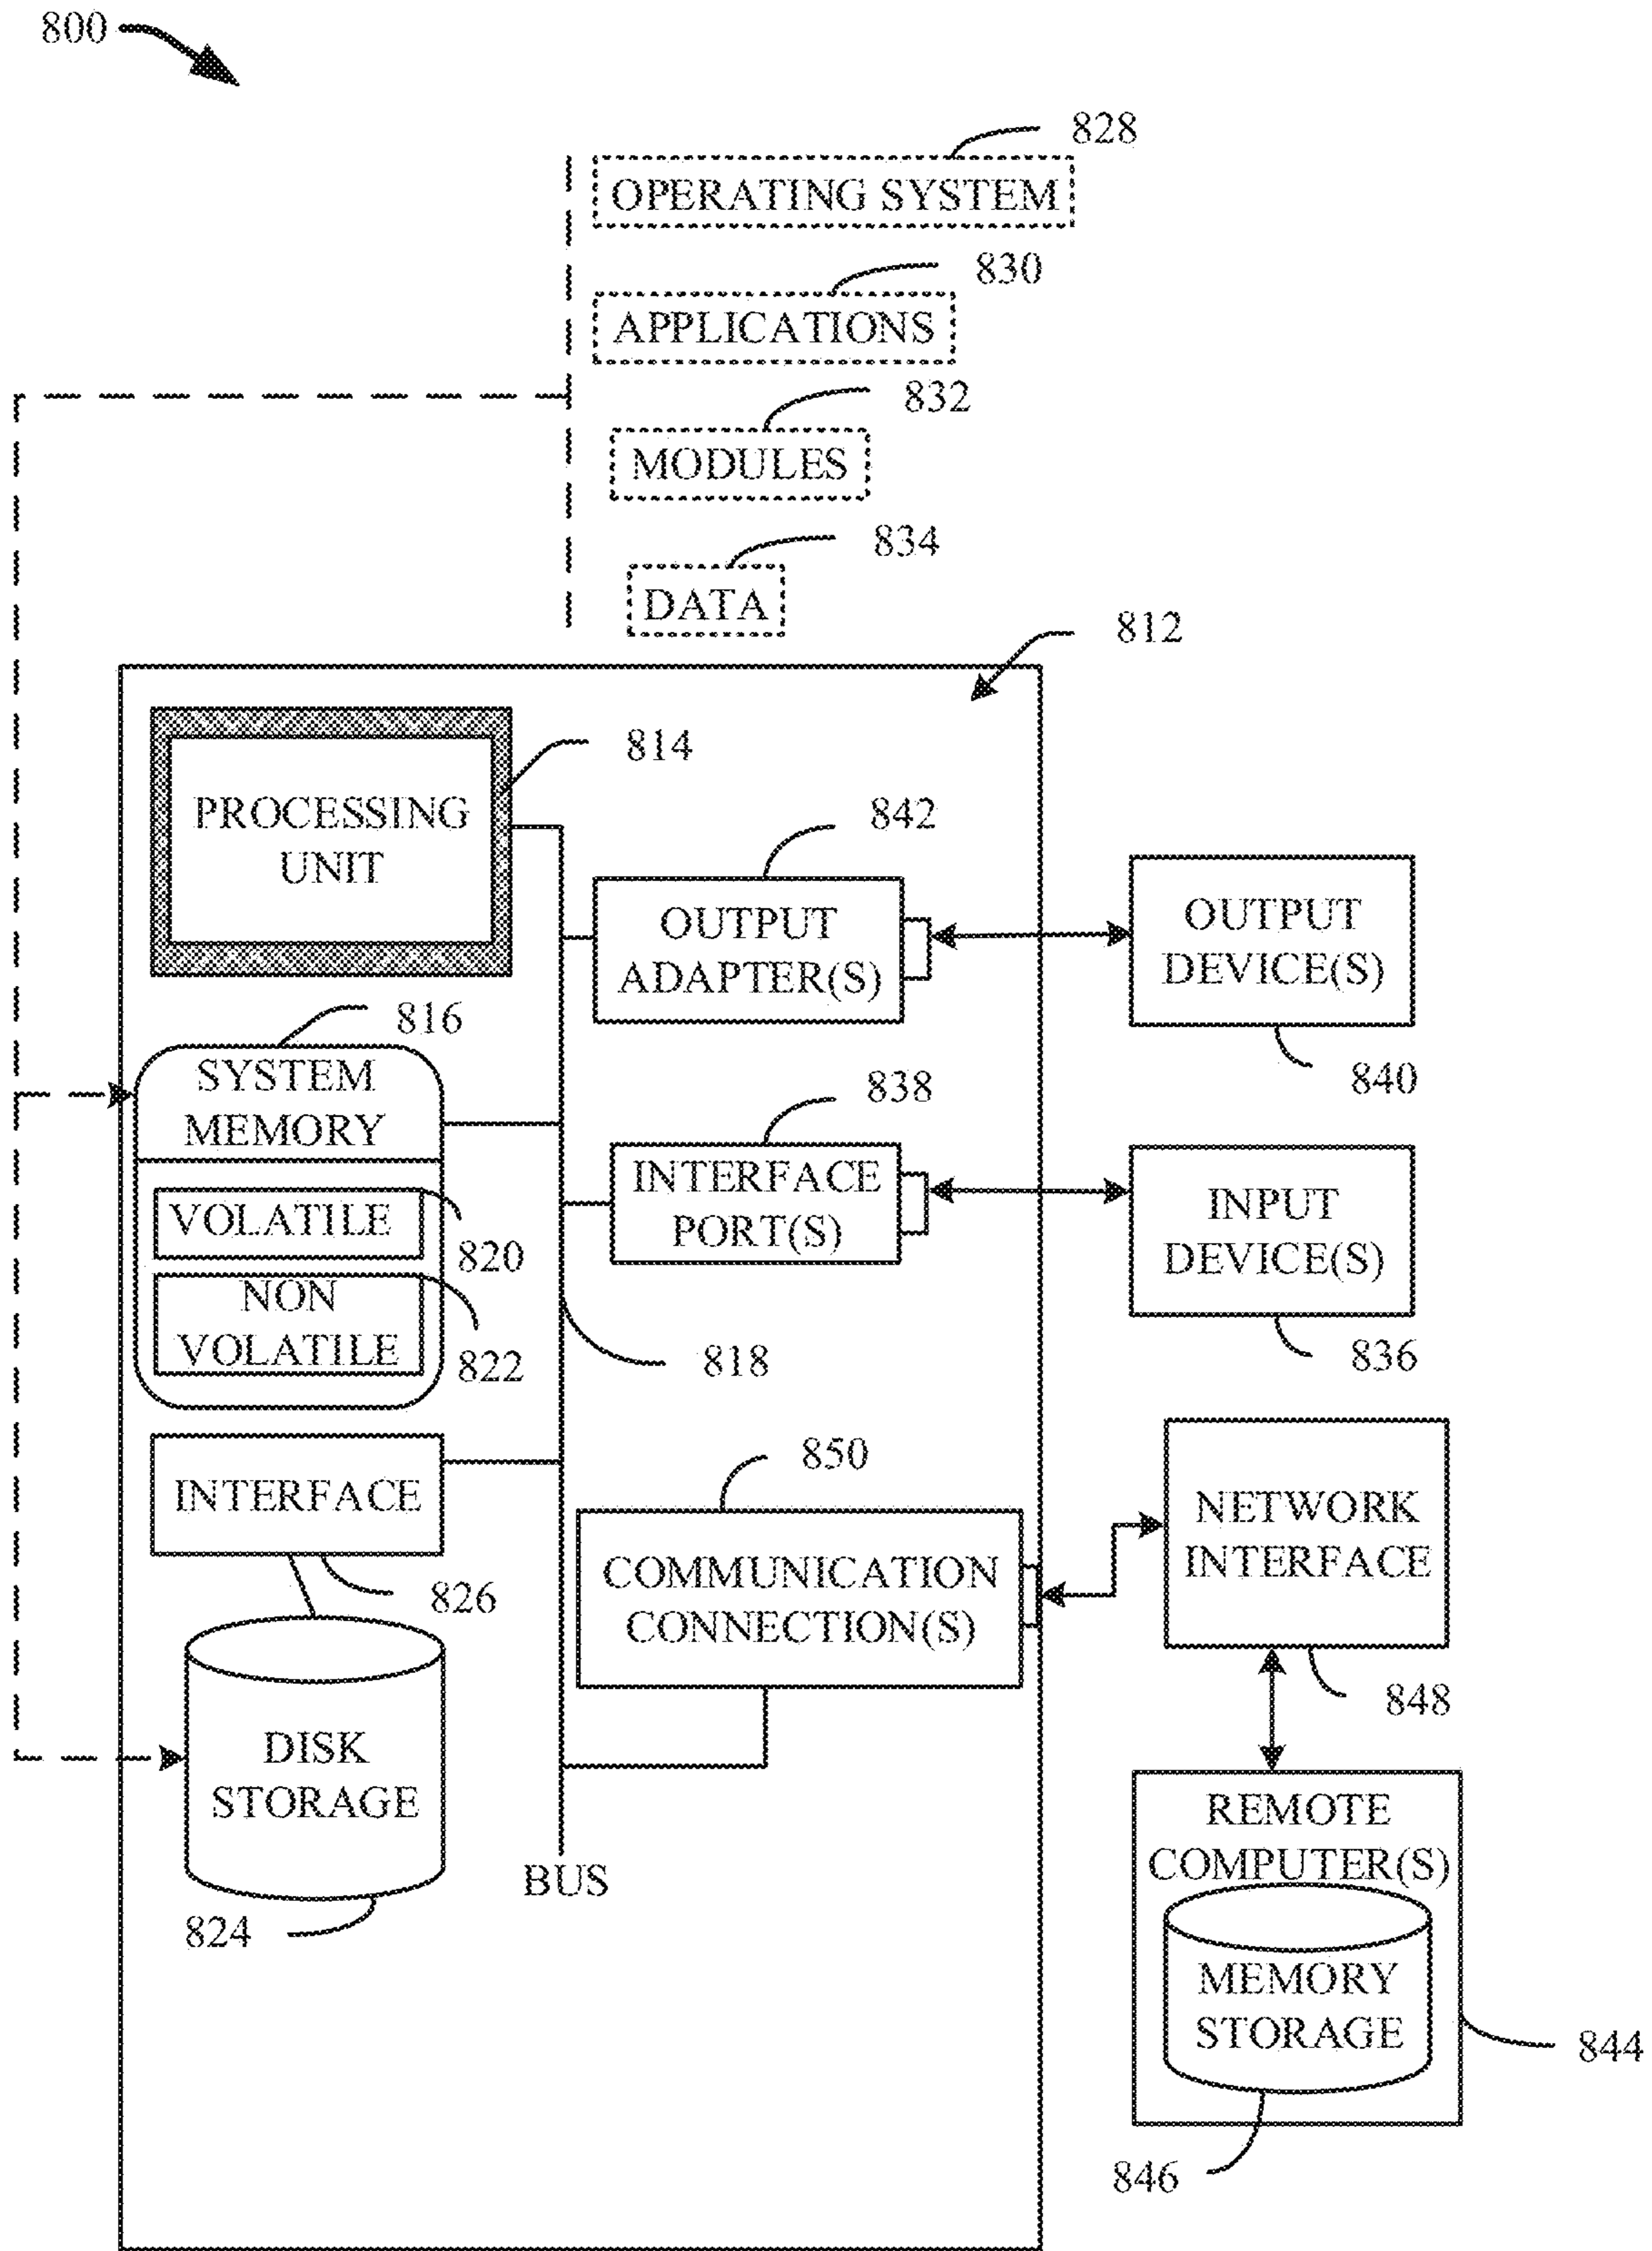 800
828
OPERATING SYSTEM
830
APPLICATIONS
832
MODULES
834
DATA
812
814
PROCESSING
UNIT
842
OUTPUT
ADAPTER(S)
OUTPUT
DEVICE(S)
840
816
SYSTEM
MEMORY
838
INTERFACE
PORT(S)
INPUT
DEVICE(S)
836
VOLATILE
820
NON
VOLATILE
822
818
INTERFACE
826
850
COMMUNICATION
CONNECTION(S)
NETWORK
INTERFACE
848
DISK
STORAGE
824
BUS
REMOTE
COMPUTER(S)
MEMORY
STORAGE
844
846